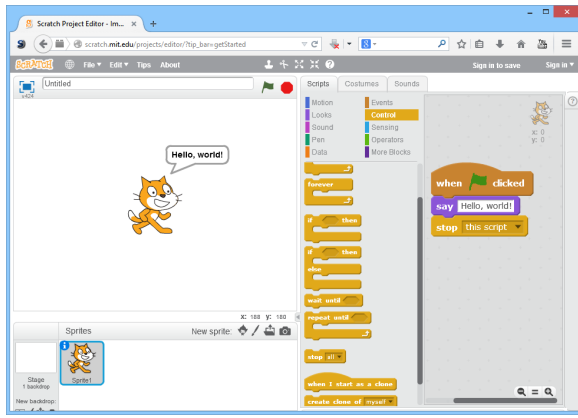 Scratch Project Editor - Im...
scratch.mit.edu/projects/editor/?tip_bar=getStarted
SCRATCH File Edit Tips About Sign in to save Sign in
Untitled
v424
Scripts Costumes Sounds
Motion Events
Looks Control
Sound Sensing
Pen Operators
Data More Blocks
x: 0
y: 0
Hello, world!
forever
if then
if then
else
wait until
repeat until
stop all
when I start as a clone
create clone of myself
when clicked
say Hello, world!
stop this script
x: 188 y: 180
Sprites New sprite:
Stage
1 backdrop
Sprite1
New backdrop: